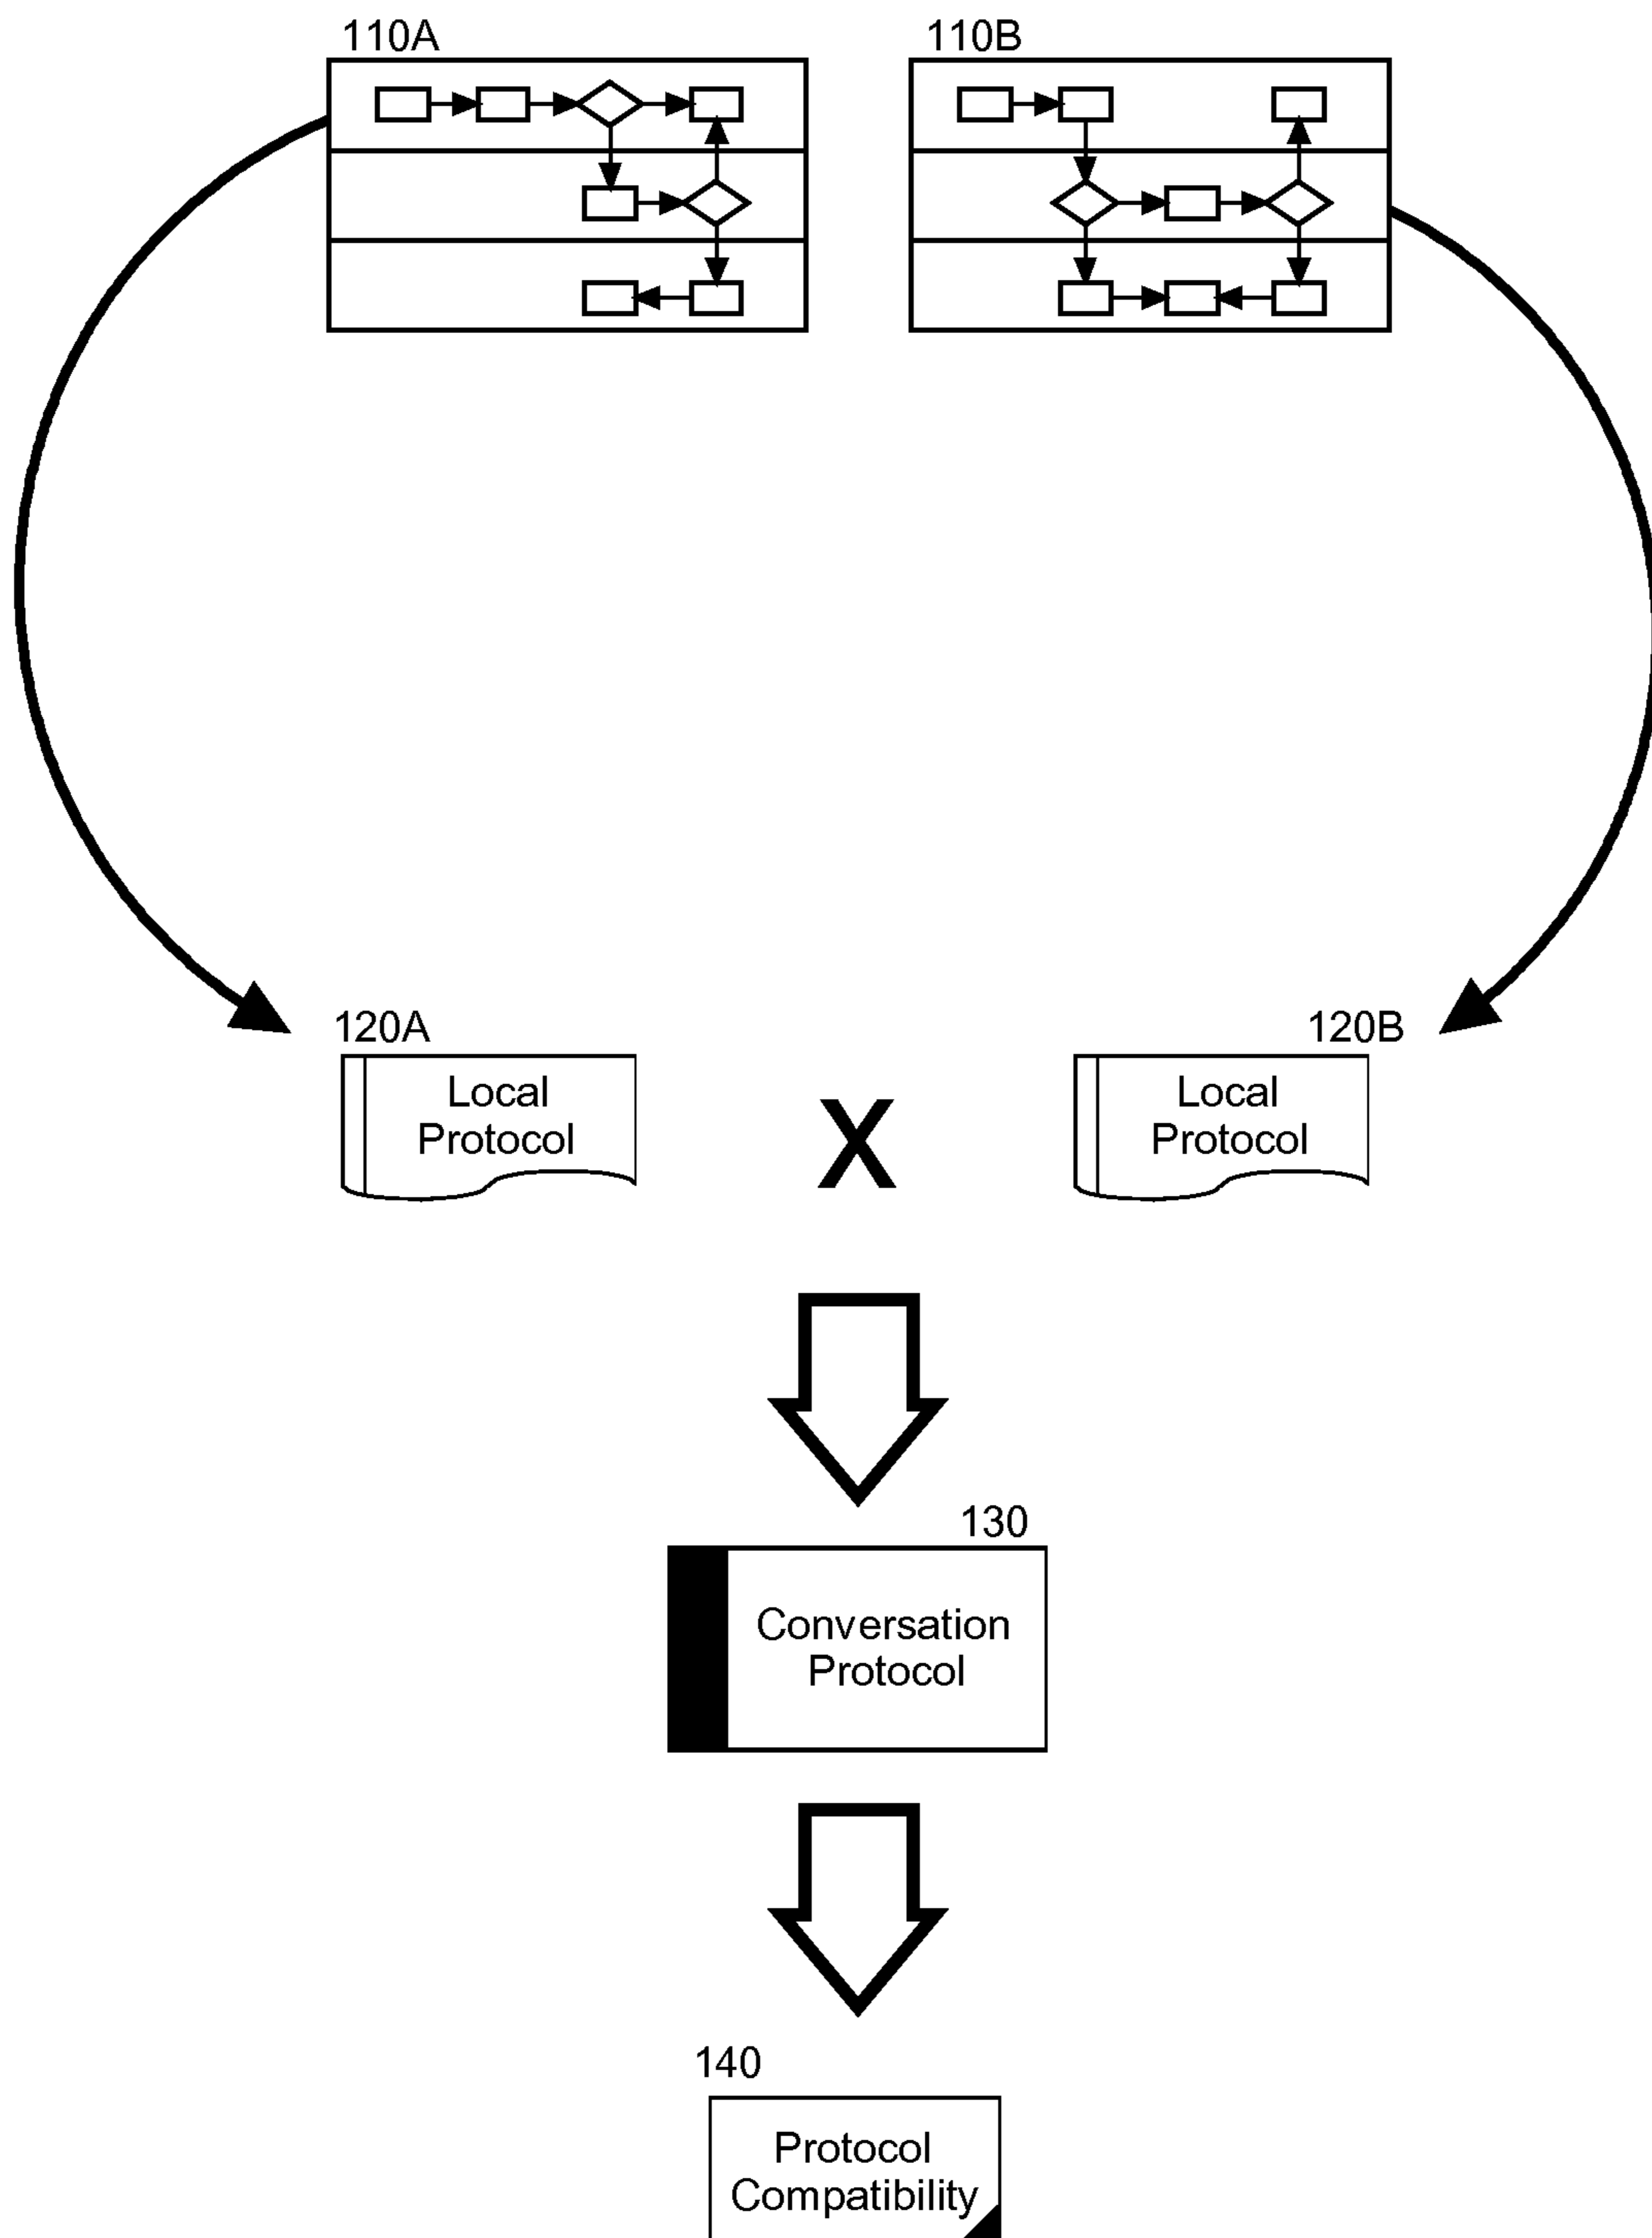 110A
110B
120A
120B
Local
Protocol
X
Local
Protocol
130
Conversation
Protocol
140
Protocol
Compatibility